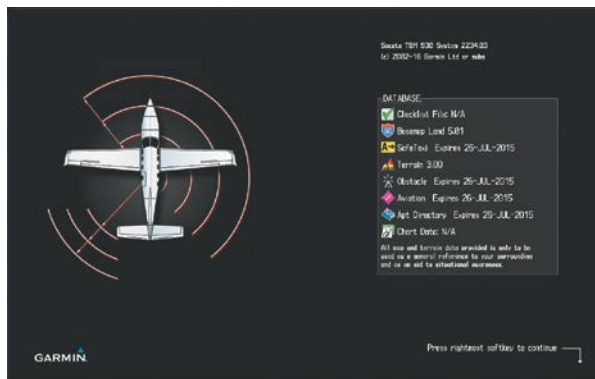 Socata TBM 930 System 2234.03
(c) 2002-16 Garmin Ltd or subs
DATABASE
Checklist File: N/A
Basemap Land 5.01
SafeTaxi Expires 26-JUL-2015
Terrain 3.00
Obstacle Expires 26-JUL-2015
Aviation Expires 26-JUL-2015
Apt Directory Expires 26-JUL-2015
Chart Data: N/A
All map and terrain data provided is only to be
used as a general reference to your surrounding
and as an aid to situational awareness.
Press rightmost softkey to continue
GARMIN